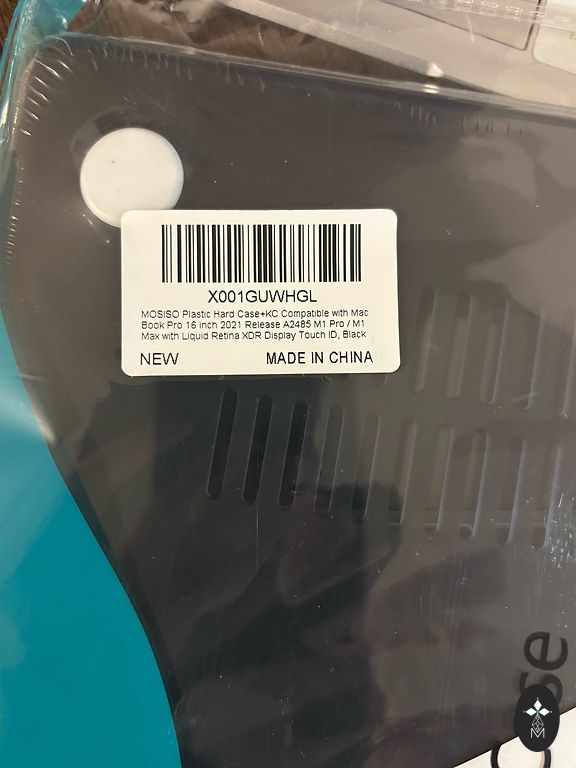 X001GUWHGL
MOSISO Plastic Hard Case+KC Compatible with Mac
Book Pro 16 inch 2021 Release A2485 M1 Pro / M1
Max with Liquid Retina XDR Display Touch ID, Black
NEW MADE IN CHINA
case
M